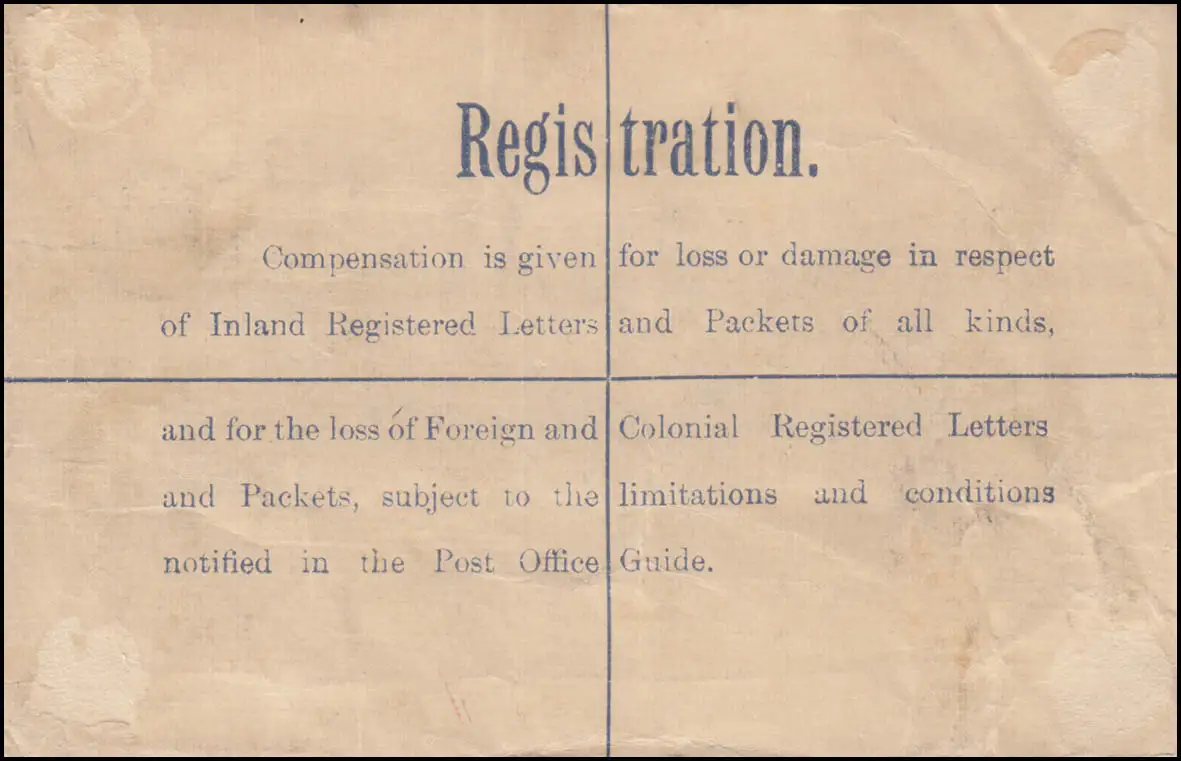 Registration.
Compensation is given for loss or damage in respect
of Inland Registered Letters and Packets of all kinds,
and for the loss of Foreign and Colonial Registered Letters
and Packets, subject to the limitations and conditions
notified in the Post Office Guide.